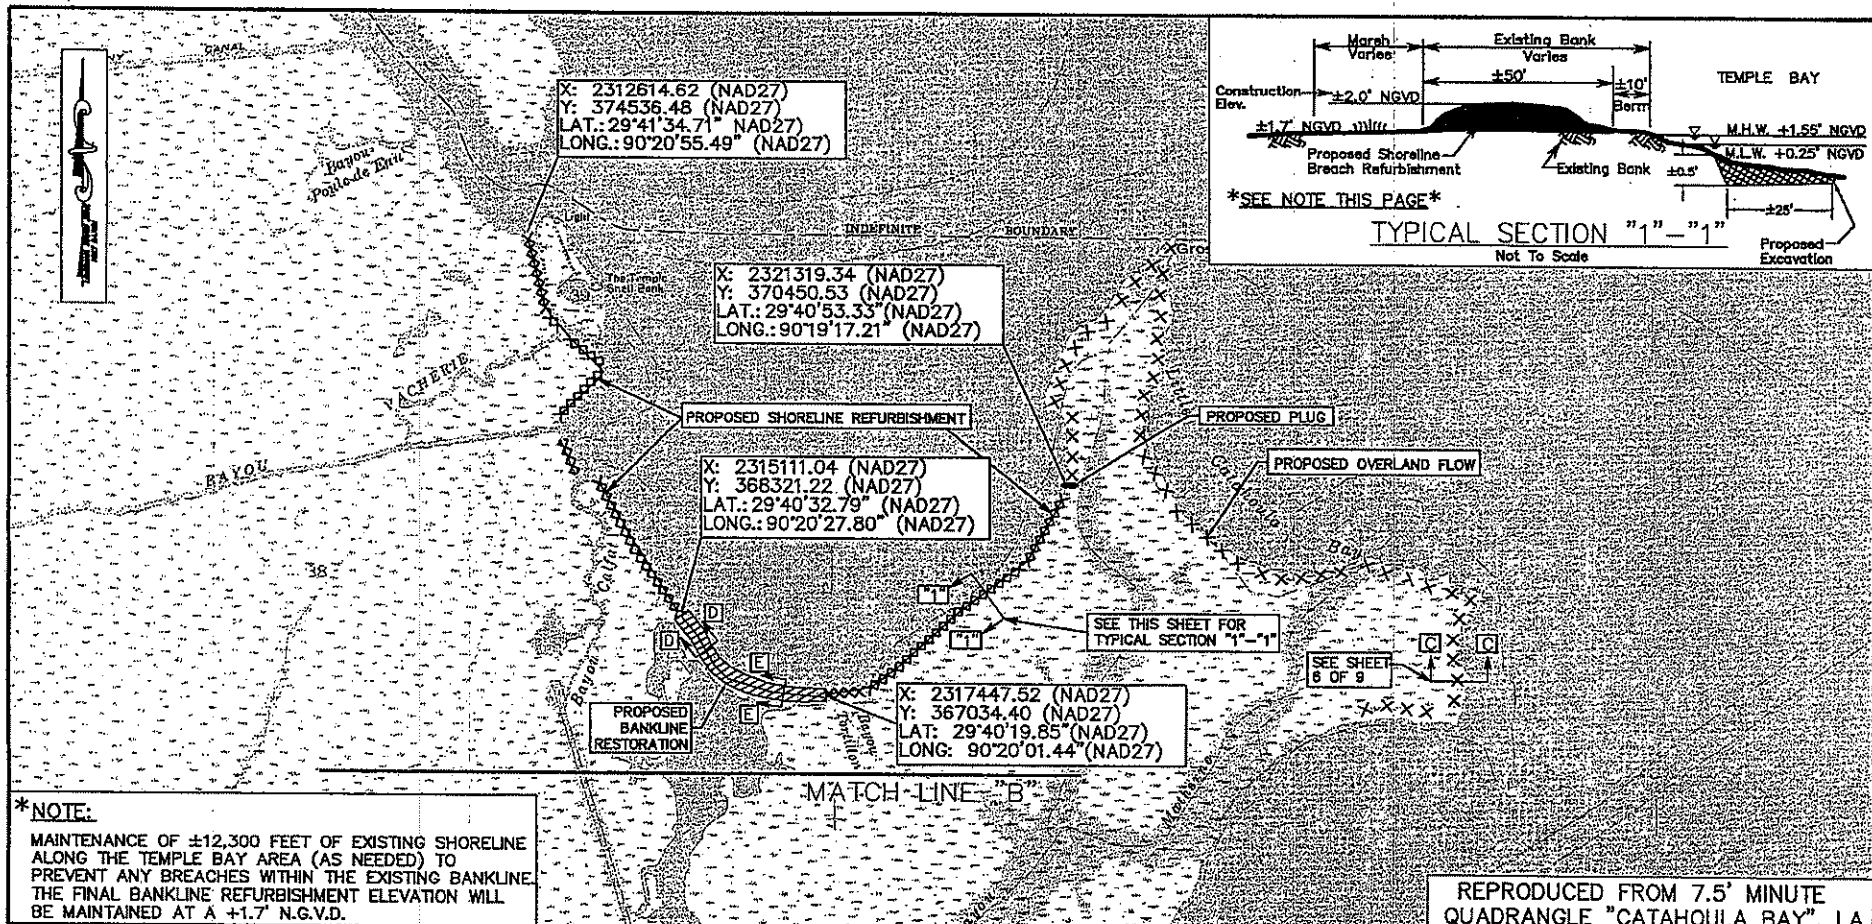 CANAL
Bayou
X: 2312614.62 (NAD27)
Y: 374536.48 (NAD27)
LAT.: 29°41'34.71" NAD27)
LONG.: 90°20'55.49" (NAD27)
Light
The Temple
Shell Bank
INDEFINITE BOUNDARY
X: 2321319.34 (NAD27)
Y: 370450.53 (NAD27)
LAT.: 29°40'53.33"(NAD27)
LONG.: 90°19'17.21" (NAD27)
VACHERIE
BAYOU
PROPOSED SHORELINE REFURBISHMENT
PROPOSED PLUG
PROPOSED OVERLAND FLOW
Little
Catahoula
Bay
X: 2315111.04 (NAD27)
Y: 368321.22 (NAD27)
LAT.: 29°40'32.79" (NAD27)
LONG.: 90°20'27.80" (NAD27)
38
Bayou
"1"
"1"
SEE THIS SHEET FOR
TYPICAL SECTION "1"-"1"
D
D
E
E
C
C
SEE SHEET
6 OF 9
PROPOSED
BANKLINE
RESTORATION
Bayou
X: 2317447.52 (NAD27)
Y: 367034.40 (NAD27)
LAT: 29°40'19.85"(NAD27)
LONG: 90°20'01.44"(NAD27)
MATCH LINE "B"
Marsh
Varies
Existing Bank
Varies
±50'
±10'
Berm
TEMPLE BAY
Construction
Elev.
±2.0' NGVD
±1.7' NGVD
M.H.W. +1.55' NGVD
M.L.W. +0.25' NGVD
Proposed Shoreline
Breach Refurbishment
Existing Bank
±0.5'
±25'
*SEE NOTE THIS PAGE*
TYPICAL SECTION "1"-"1"
Not To Scale
Proposed
Excavation
*NOTE:
MAINTENANCE OF ±12,300 FEET OF EXISTING SHORELINE
ALONG THE TEMPLE BAY AREA (AS NEEDED) TO
PREVENT ANY BREACHES WITHIN THE EXISTING BANKLINE.
THE FINAL BANKLINE REFURBISHMENT ELEVATION WILL
BE MAINTAINED AT A +1.7' N.G.V.D.
REPRODUCED FROM 7.5' MINUTE
QUADRANGLE "CATAHOULA BAY", LA